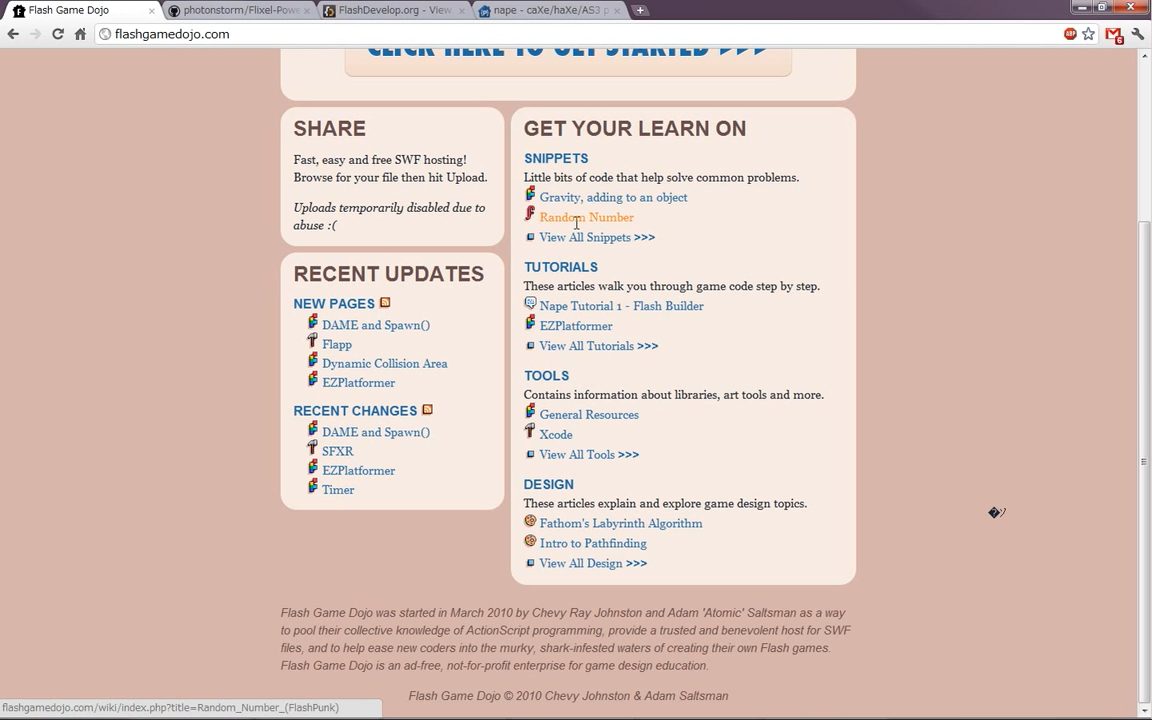 Flash Game Dojo
photonstorm/Flixel-Powe
FlashDevelop.org - View
nape - caXe/haXe/AS3 p
flashgamedojo.com
CLICK HERE TO GET STARTED >>>
SHARE
Fast, easy and free SWF hosting!
Browse for your file then hit Upload.
Uploads temporarily disabled due to
abuse :(
RECENT UPDATES
NEW PAGES
DAME and Spawn()
Flapp
Dynamic Collision Area
EZPlatformer
RECENT CHANGES
DAME and Spawn()
SFXR
EZPlatformer
Timer
GET YOUR LEARN ON
SNIPPETS
Little bits of code that help solve common problems.
Gravity, adding to an object
Random Number
View All Snippets >>>
TUTORIALS
These articles walk you through game code step by step.
Nape Tutorial 1 - Flash Builder
EZPlatformer
View All Tutorials >>>
TOOLS
Contains information about libraries, art tools and more.
General Resources
Xcode
View All Tools >>>
DESIGN
These articles explain and explore game design topics.
Fathom's Labyrinth Algorithm
Intro to Pathfinding
View All Design >>>
Flash Game Dojo was started in March 2010 by Chevy Ray Johnston and Adam 'Atomic' Saltsman as a way
to pool their collective knowledge of ActionScript programming, provide a trusted and benevolent host for SWF
files, and to help ease new coders into the murky, shark-infested waters of creating their own Flash games.
Flash Game Dojo is an ad-free, not-for-profit enterprise for game design education.
Flash Game Dojo © 2010 Chevy Johnston & Adam Saltsman
flashgamedojo.com/wiki/index.php?title=Random_Number_(FlashPunk)